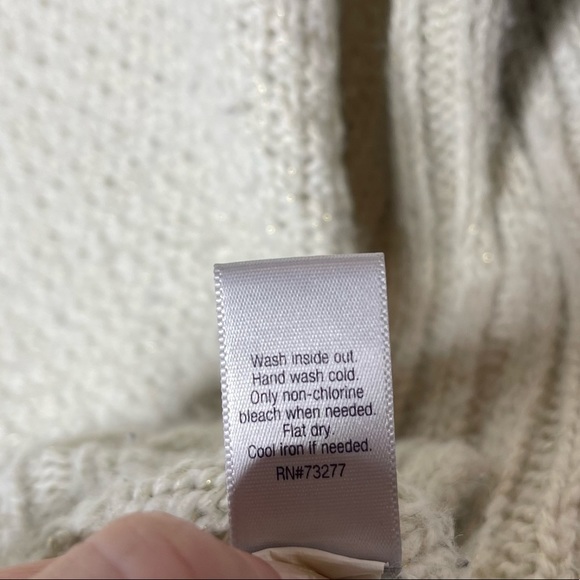 Wash inside out.
Hand wash cold.
Only non-chlorine
bleach when needed.
Flat dry.
Cool iron if needed.
RN#73277